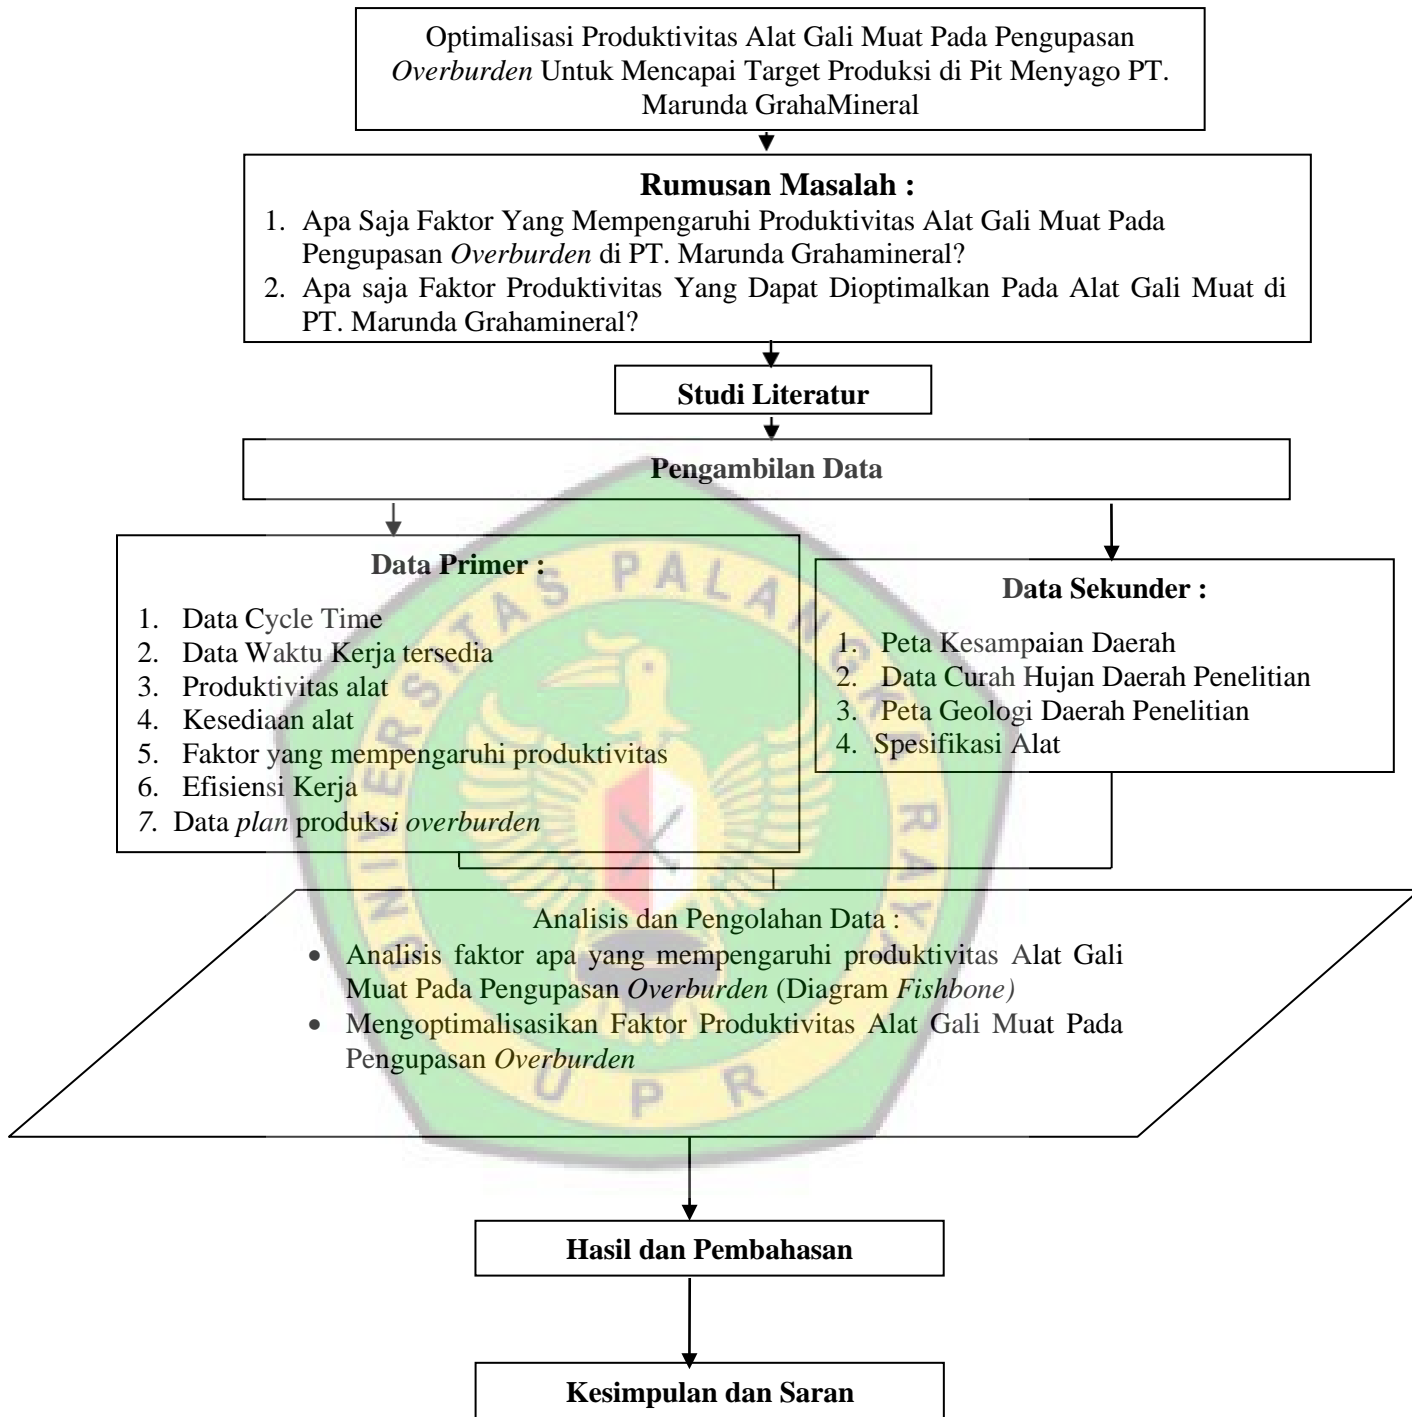 Optimalisasi Produktivitas Alat Gali Muat Pada Pengupasan
Overburden Untuk Mencapai Target Produksi di Pit Menyago PT.
Marunda GrahaMineral
Rumusan Masalah :
1. Apa Saja Faktor Yang Mempengaruhi Produktivitas Alat Gali Muat Pada
Pengupasan Overburden di PT. Marunda Grahamineral?
2. Apa saja Faktor Produktivitas Yang Dapat Dioptimalkan Pada Alat Gali Muat di
PT. Marunda Grahamineral?
Studi Literatur
Pengambilan Data
Data Primer :
1. Data Cycle Time
2. Data Waktu Kerja tersedia
3. Produktivitas alat
4. Kesediaan alat
5. Faktor yang mempengaruhi produktivitas
6. Efisiensi Kerja
7. Data plan produksi overburden
Data Sekunder :
1. Peta Kesampaian Daerah
2. Data Curah Hujan Daerah Penelitian
3. Peta Geologi Daerah Penelitian
4. Spesifikasi Alat
UNIVERSITAS PALANGKA RAYA
Analisis dan Pengolahan Data :
• Analisis faktor apa yang mempengaruhi produktivitas Alat Gali
Muat Pada Pengupasan Overburden (Diagram Fishbone)
• Mengoptimalisasikan Faktor Produktivitas Alat Gali Muat Pada
Pengupasan Overburden
U P R
Hasil dan Pembahasan
Kesimpulan dan Saran